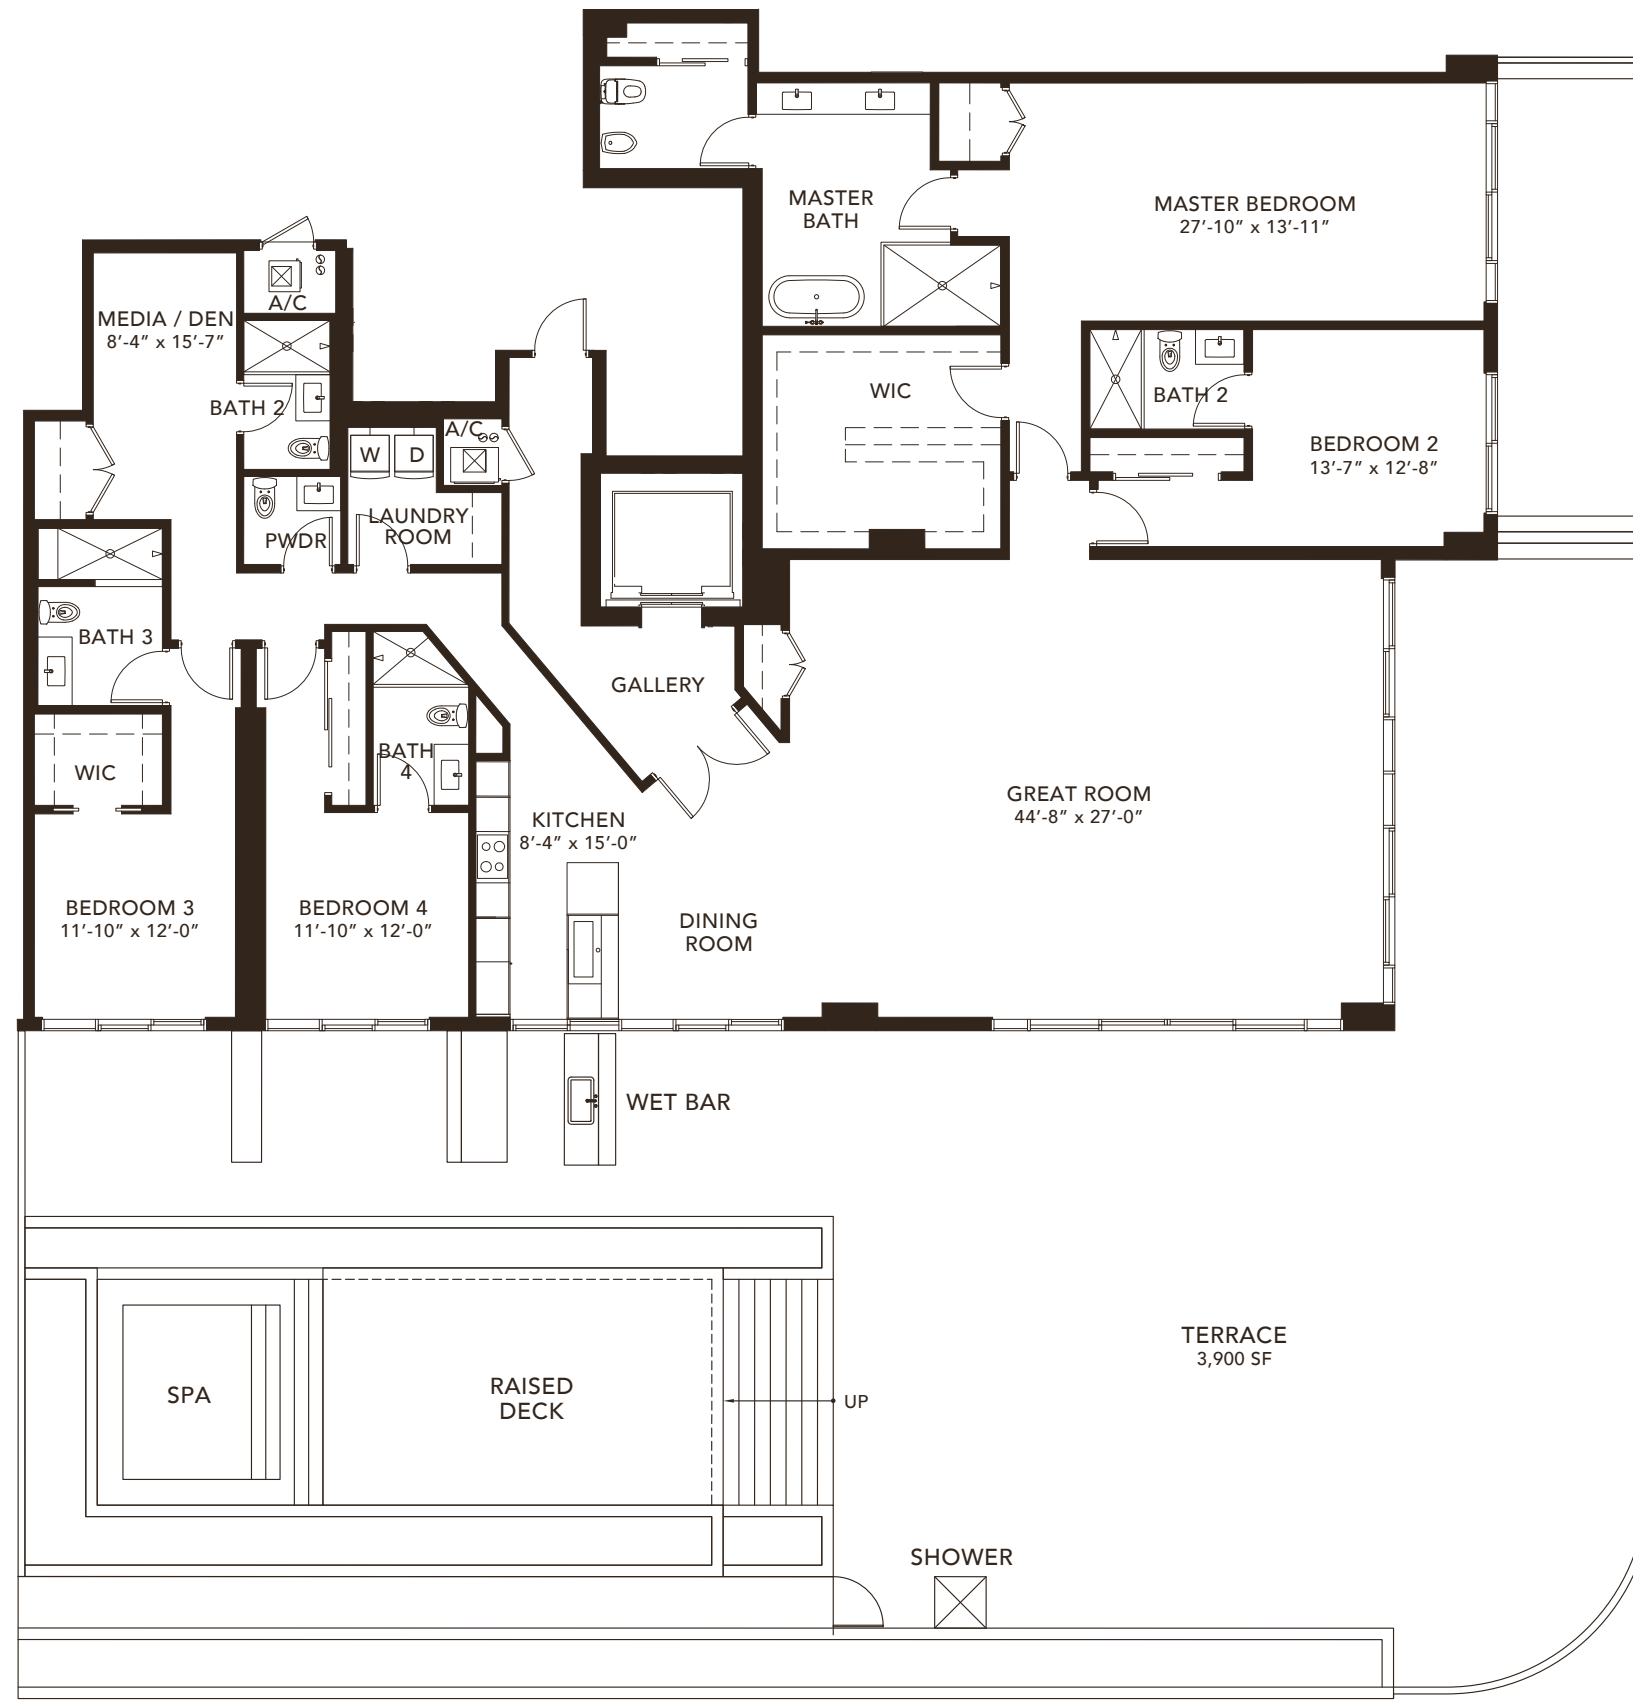 MASTER
BATH
MASTER BEDROOM
27'-10" x 13'-11"
A/C
MEDIA / DEN
8'-4" x 15'-7"
BATH 2
WIC
BATH 2
A/C
W
D
BEDROOM 2
13'-7" x 12'-8"
LAUNDRY
ROOM
PWDR
BATH 3
GALLERY
BATH
4
WIC
KITCHEN
8'-4" x 15'-0"
GREAT ROOM
44'-8" x 27'-0"
BEDROOM 3
11'-10" x 12'-0"
BEDROOM 4
11'-10" x 12'-0"
DINING
ROOM
WET BAR
TERRACE
3,900 SF
SPA
RAISED
DECK
UP
SHOWER